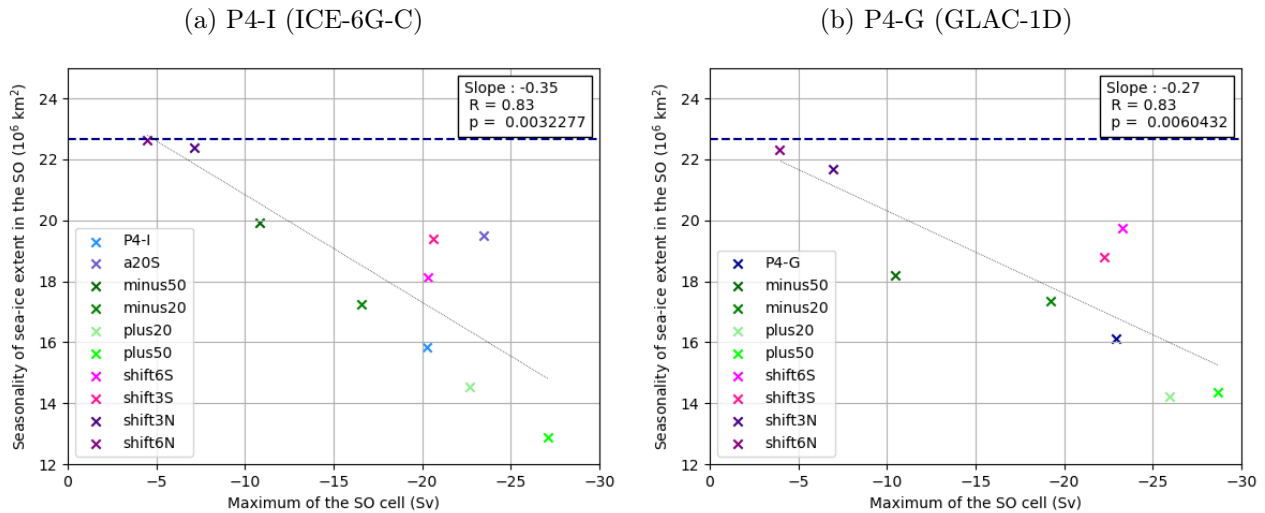 (a) P4-I (ICE-6G-C)
Seasonality of sea-ice extent in the SO (10⁶ km²)
24
22
20
18
16
14
12
Slope : -0.35
R = 0.83
p = 0.0032277
P4-I
a20S
minus50
minus20
plus20
plus50
shift6S
shift3S
shift3N
shift6N
0 −5 −10 −15 −20 −25 −30
Maximum of the SO cell (Sv)
(b) P4-G (GLAC-1D)
Seasonality of sea-ice extent in the SO (10⁶ km²)
24
22
20
18
16
14
12
Slope : -0.27
R = 0.83
p = 0.0060432
P4-G
minus50
minus20
plus20
plus50
shift6S
shift3S
shift3N
shift6N
0 −5 −10 −15 −20 −25 −30
Maximum of the SO cell (Sv)